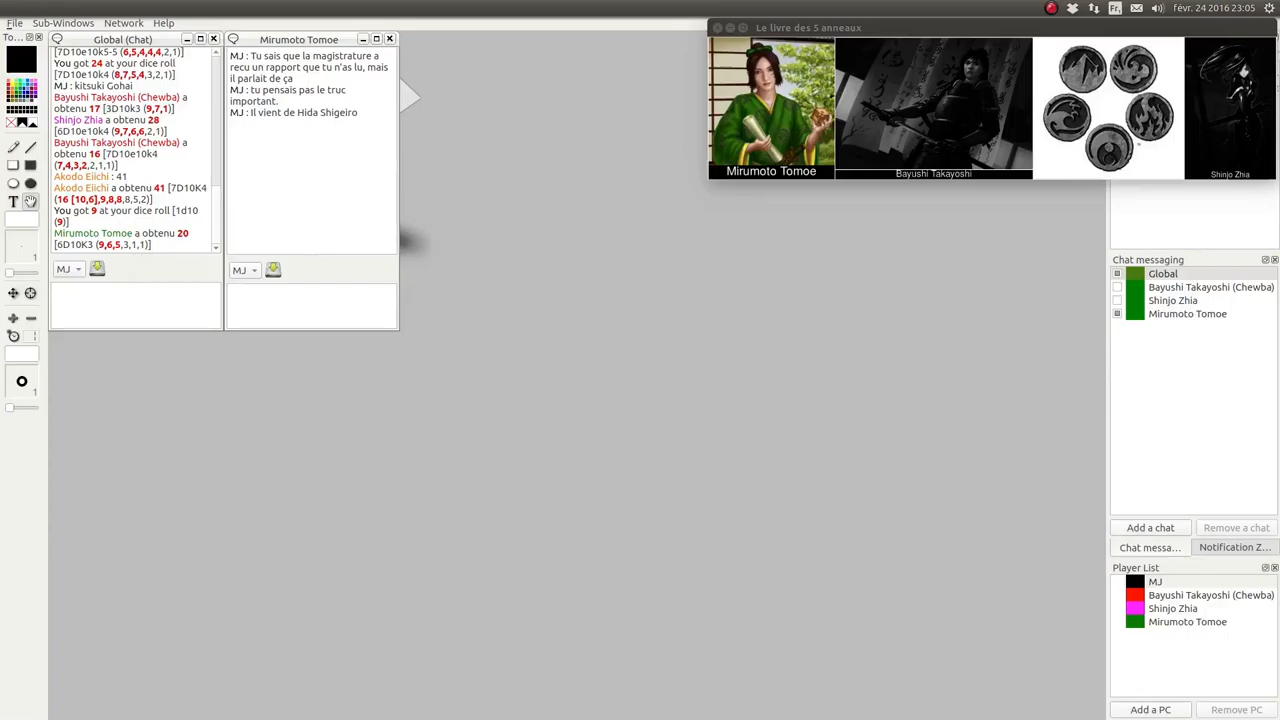 Fr
févr. 24 2016 23:05
File Sub-Windows Network Help
Le livre des 5 anneaux
To...
Global (Chat)
[7D10e10k5-5 (6,5,4,4,4,2,1)]
You got 24 at your dice roll
[7D10e10k4 (8,7,5,4,3,2,1)]
MJ : kitsuki Gohai
Bayushi Takayoshi (Chewba) a
obtenu 17 [3D10k3 (9,7,1)]
Shinjo Zhia a obtenu 28
[6D10e10k4 (9,7,6,6,2,1)]
Bayushi Takayoshi (Chewba) a
obtenu 16 [7D10e10k4
(7,4,3,2,2,1,1)]
Akodo Eiichi : 41
Akodo Eiichi a obtenu 41 [7D10K4
(16 [10,6],9,8,8,8,5,2)]
You got 9 at your dice roll [1d10
(9)]
Mirumoto Tomoe a obtenu 20
[6D10K3 (9,6,5,3,1,1)]
MJ
Mirumoto Tomoe
MJ : Tu sais que la magistrature a
recu un rapport que tu n'as lu, mais
il parlait de ça
MJ : tu pensais pas le truc
important.
MJ : Il vient de Hida Shigeiro
MJ
T
1
1
Mirumoto Tomoe
Bayushi Takayoshi
Shinjo Zhia
Chat messaging
Global
Bayushi Takayoshi (Chewba)
Shinjo Zhia
Mirumoto Tomoe
Add a chat
Remove a chat
Chat messa...
Notification Z...
Player List
MJ
Bayushi Takayoshi (Chewba)
Shinjo Zhia
Mirumoto Tomoe
Add a PC
Remove PC